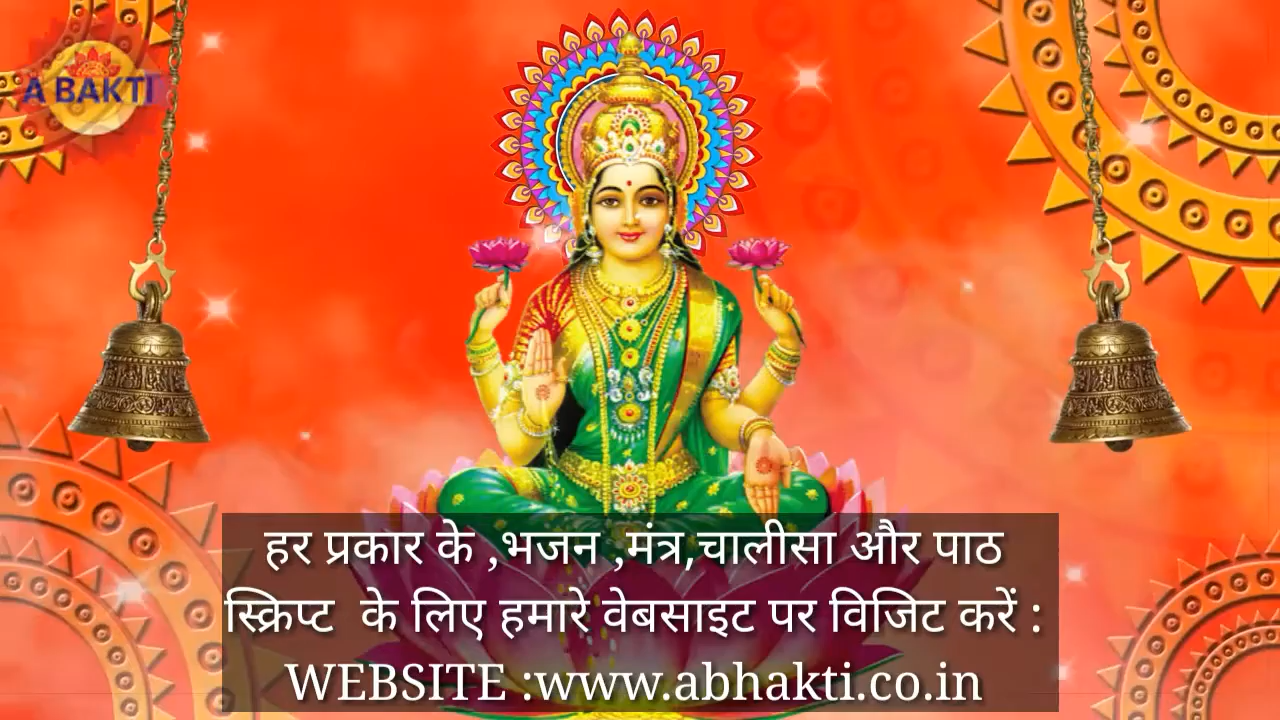 A BAKTI
हर प्रकार के ,भजन ,मंत्र,चालीसा और पाठ
स्क्रिप्ट के लिए हमारे वेबसाइट पर विजिट करें :
WEBSITE :www.abhakti.co.in